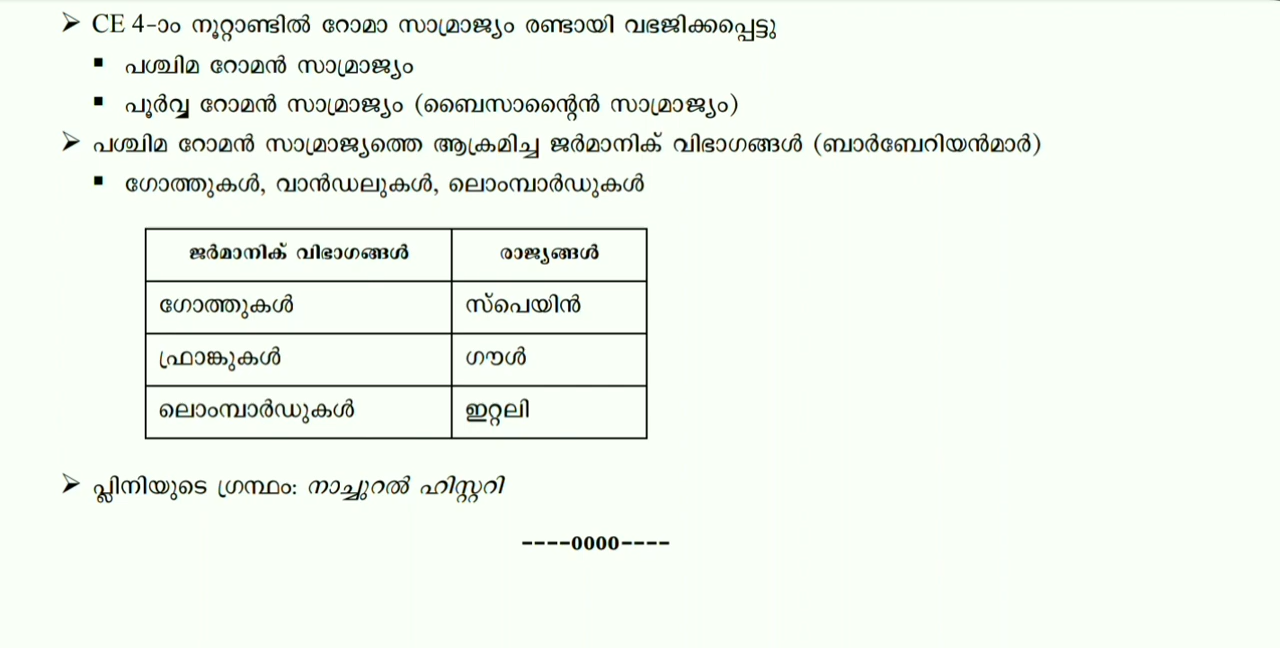 ➢ CE 4-ാം നൂറ്റാണ്ടിൽ റോമാ സാമ്രാജ്യം രണ്ടായി വഭജിക്കപ്പെട്ടു
▪ പശ്ചിമ റോമൻ സാമ്രാജ്യം
▪ പൂർവ്വ റോമൻ സാമ്രാജ്യം (ബൈസാന്റൈൻ സാമ്രാജ്യം)
➢ പശ്ചിമ റോമൻ സാമ്രാജ്യത്തെ ആക്രമിച്ച ജർമാനിക് വിഭാഗങ്ങൾ (ബാർബേറിയൻമാർ)
▪ ഗോത്തുകൾ, വാൻഡലുകൾ, ലൊംമ്പാർഡുകൾ
ജർമാനിക് വിഭാഗങ്ങൾ രാജ്യങ്ങൾ
ഗോത്തുകൾ സ്പെയിൻ
ഫ്രാങ്കുകൾ ഗൗൾ
ലൊംമ്പാർഡുകൾ ഇറ്റലി
➢ പ്ലിനിയുടെ ഗ്രന്ഥം: നാച്ചുറൽ ഹിസ്റ്ററി
----0000----